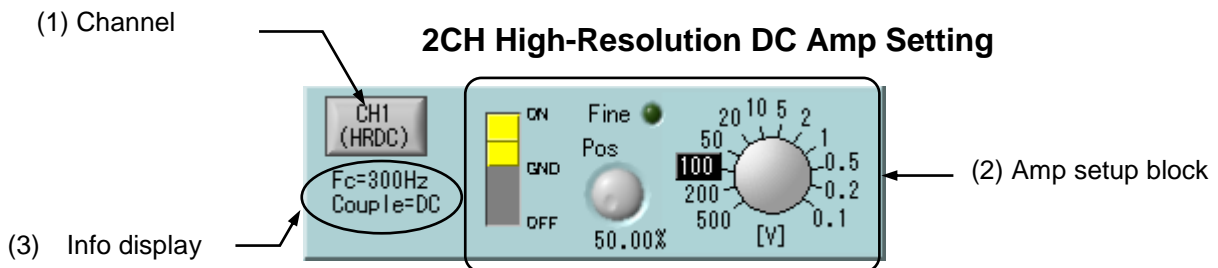 (1) Channel
2CH High-Resolution DC Amp Setting
CH1
(HRDC)
Fc=300Hz
Couple=DC
ON
GND
OFF
Fine
Pos
50.00%
500
200
100
50
20
10
5
2
1
0.5
0.2
0.1
[V]
(2) Amp setup block
(3) Info display